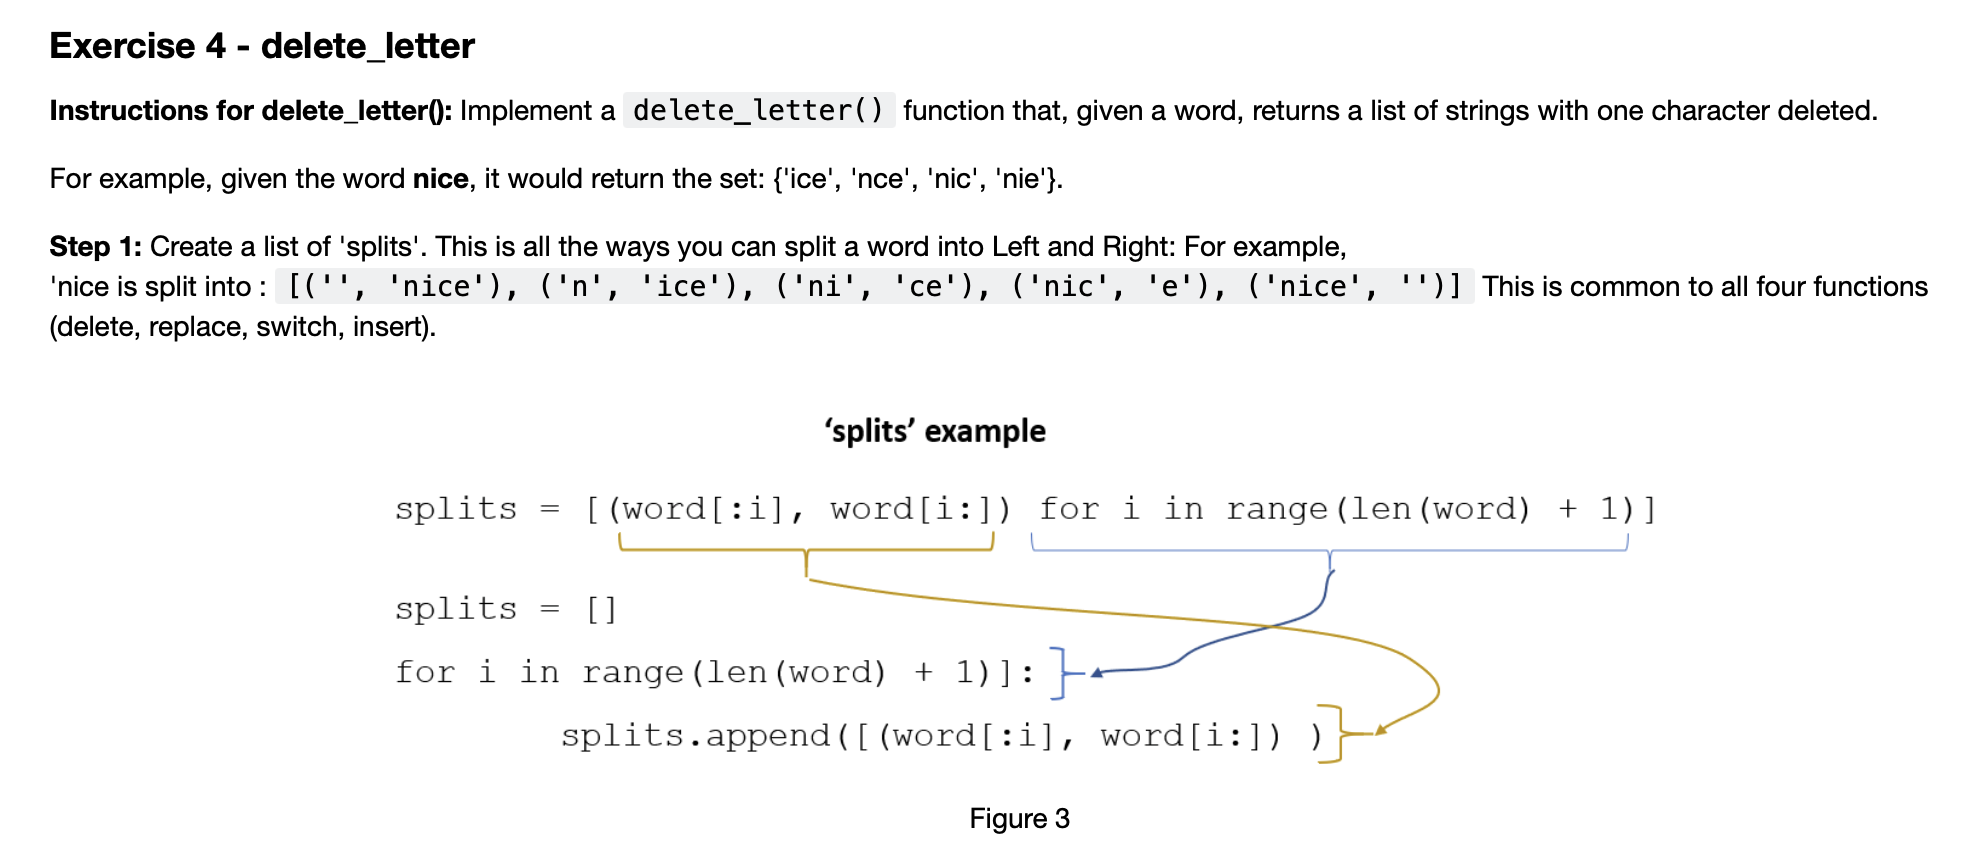 Exercise 4 - delete_letter
Instructions for delete_letter(): Implement a delete_letter() function that, given a word, returns a list of strings with one character deleted.
For example, given the word nice, it would return the set: {'ice', 'nce', 'nic', 'nie'}.
Step 1: Create a list of 'splits'. This is all the ways you can split a word into Left and Right: For example,
'nice is split into : [('', 'nice'), ('n', 'ice'), ('ni', 'ce'), ('nic', 'e'), ('nice', '')] This is common to all four functions
(delete, replace, switch, insert).
‘splits’ example
splits = [(word[:i], word[i:]) for i in range(len(word) + 1)]
splits = []
for i in range(len(word) + 1)]:
splits.append([(word[:i], word[i:]) )
Figure 3